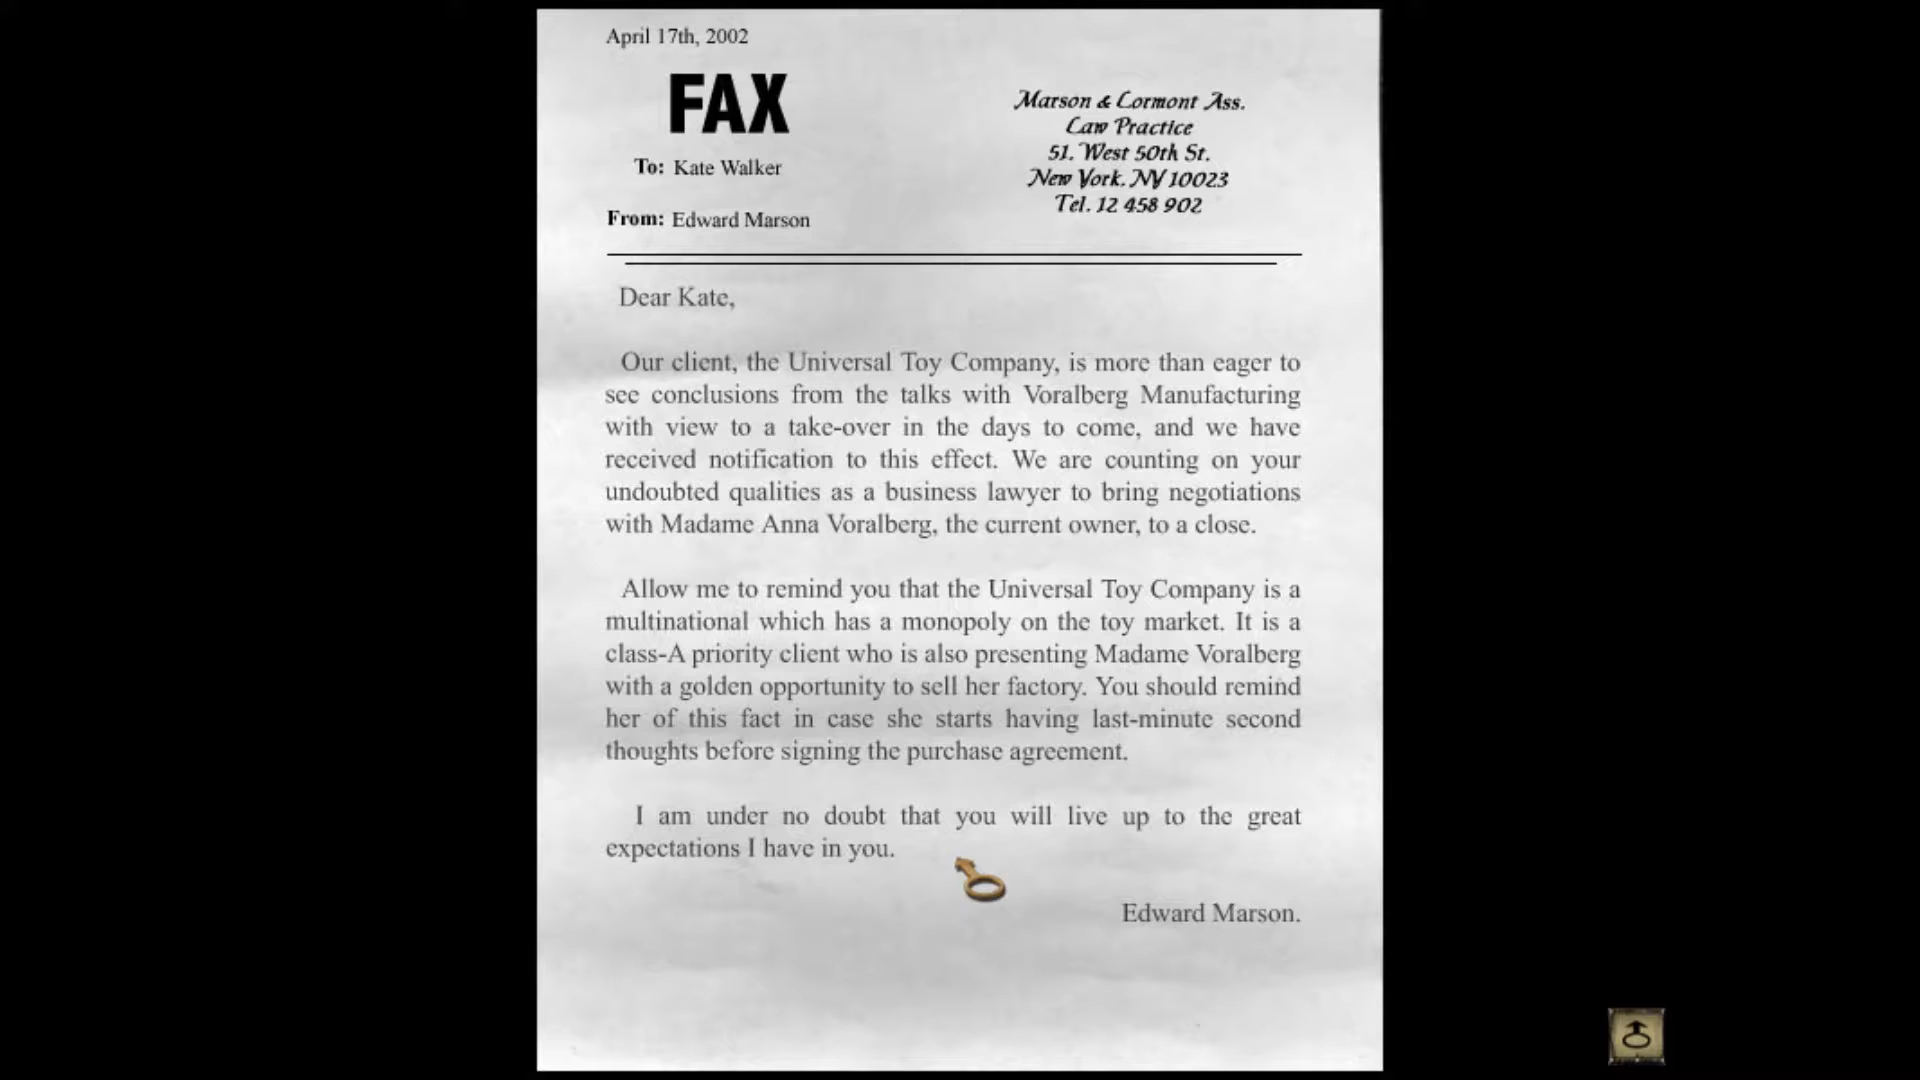 April 17th, 2002
FAX
Marson & Lormont Ass.
Law Practice
51. West 50th St.
New York. NY 10023
Tel. 12 458 902
To: Kate Walker
From: Edward Marson
Dear Kate,
Our client, the Universal Toy Company, is more than eager to
see conclusions from the talks with Voralberg Manufacturing
with view to a take-over in the days to come, and we have
received notification to this effect. We are counting on your
undoubted qualities as a business lawyer to bring negotiations
with Madame Anna Voralberg, the current owner, to a close.
Allow me to remind you that the Universal Toy Company is a
multinational which has a monopoly on the toy market. It is a
class-A priority client who is also presenting Madame Voralberg
with a golden opportunity to sell her factory. You should remind
her of this fact in case she starts having last-minute second
thoughts before signing the purchase agreement.
I am under no doubt that you will live up to the great
expectations I have in you.
Edward Marson.